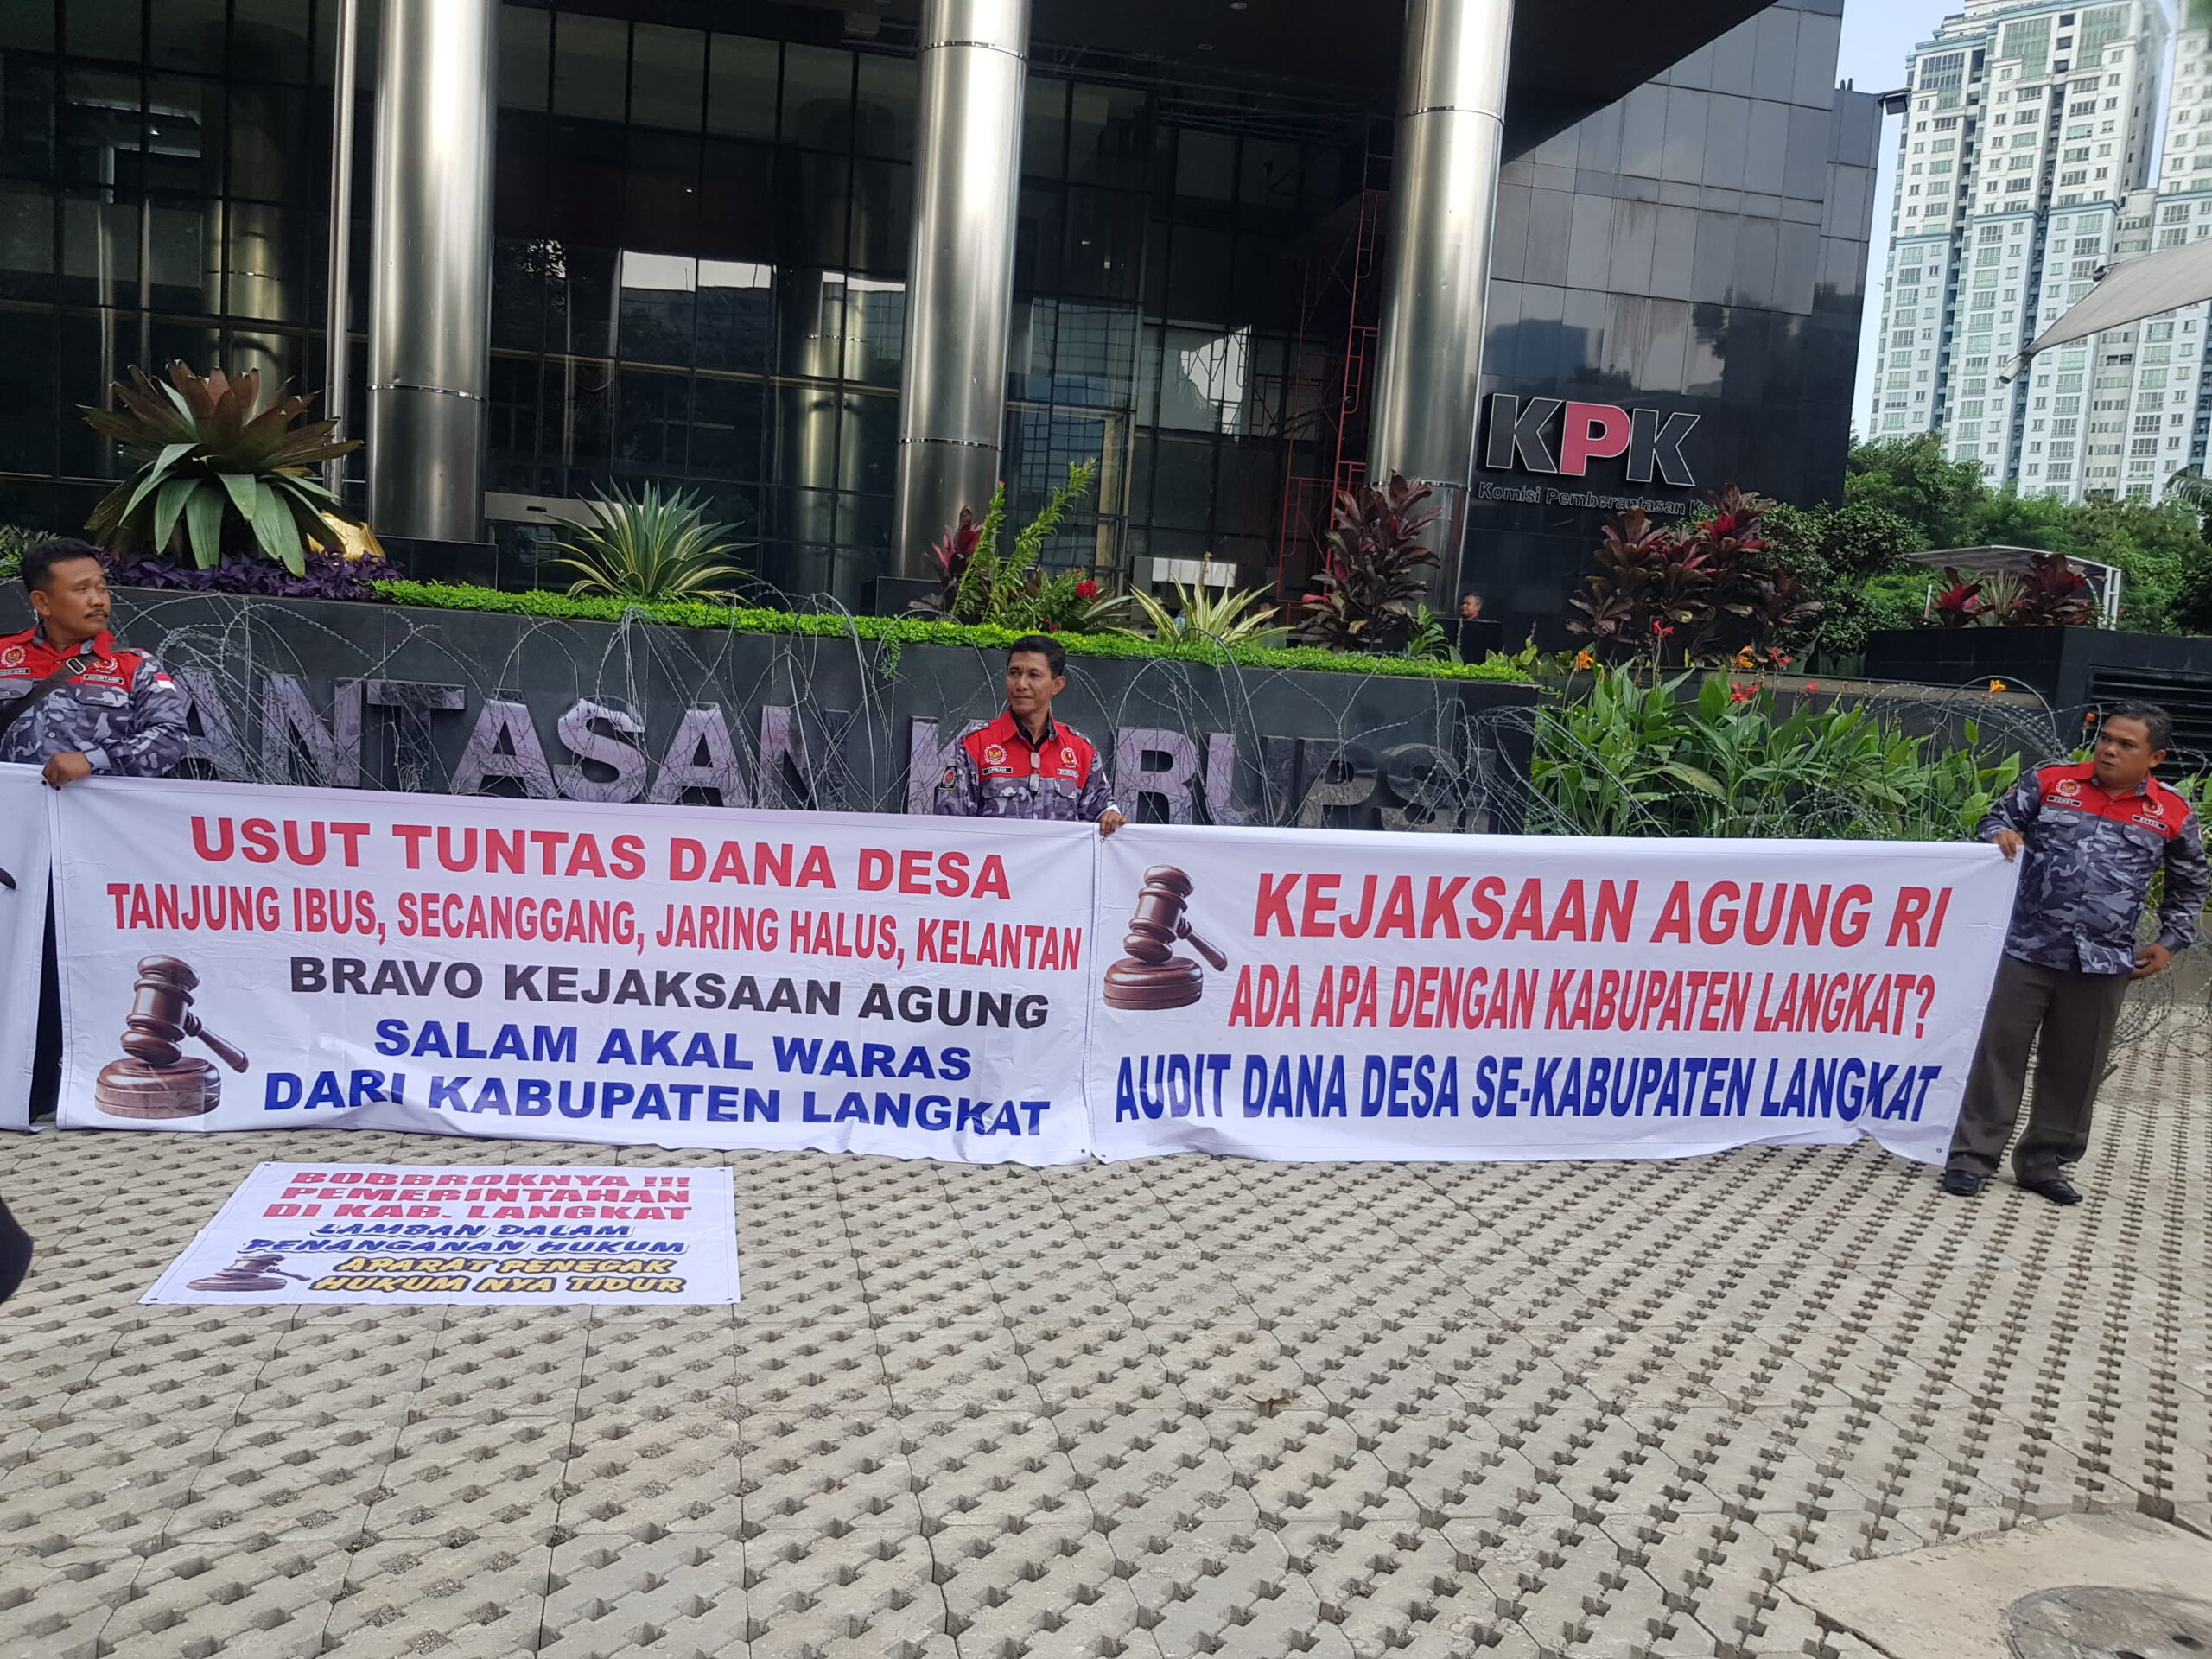 KPK
Komisi Pemberantasan
ANTASAN KORUPSI
USUT TUNTAS DANA DESA
TANJUNG IBUS, SECANGGANG, JARING HALUS, KELANTAN
BRAVO KEJAKSAAN AGUNG
SALAM AKAL WARAS
DARI KABUPATEN LANGKAT
KEJAKSAAN AGUNG RI
ADA APA DENGAN KABUPATEN LANGKAT?
AUDIT DANA DESA SE-KABUPATEN LANGKAT
BOBBROKNYA !!!
PEMERINTAHAN
DI KAB. LANGKAT
LAMBAN DALAM
PENANGANAN HUKUM
APARAT PENEGAK
HUKUM NYA TIDUR